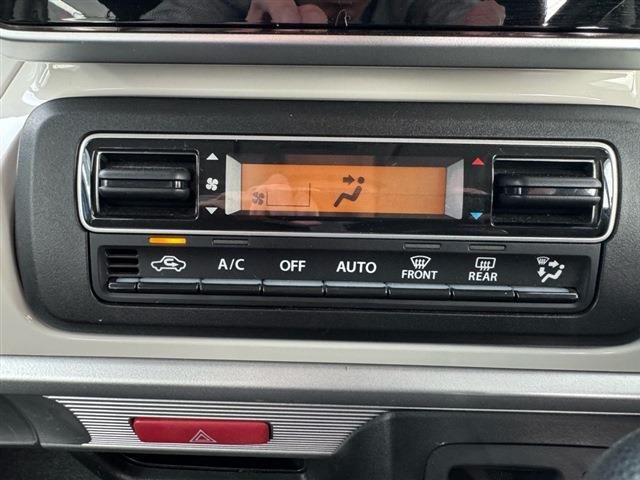 A/C OFF AUTO FRONT REAR